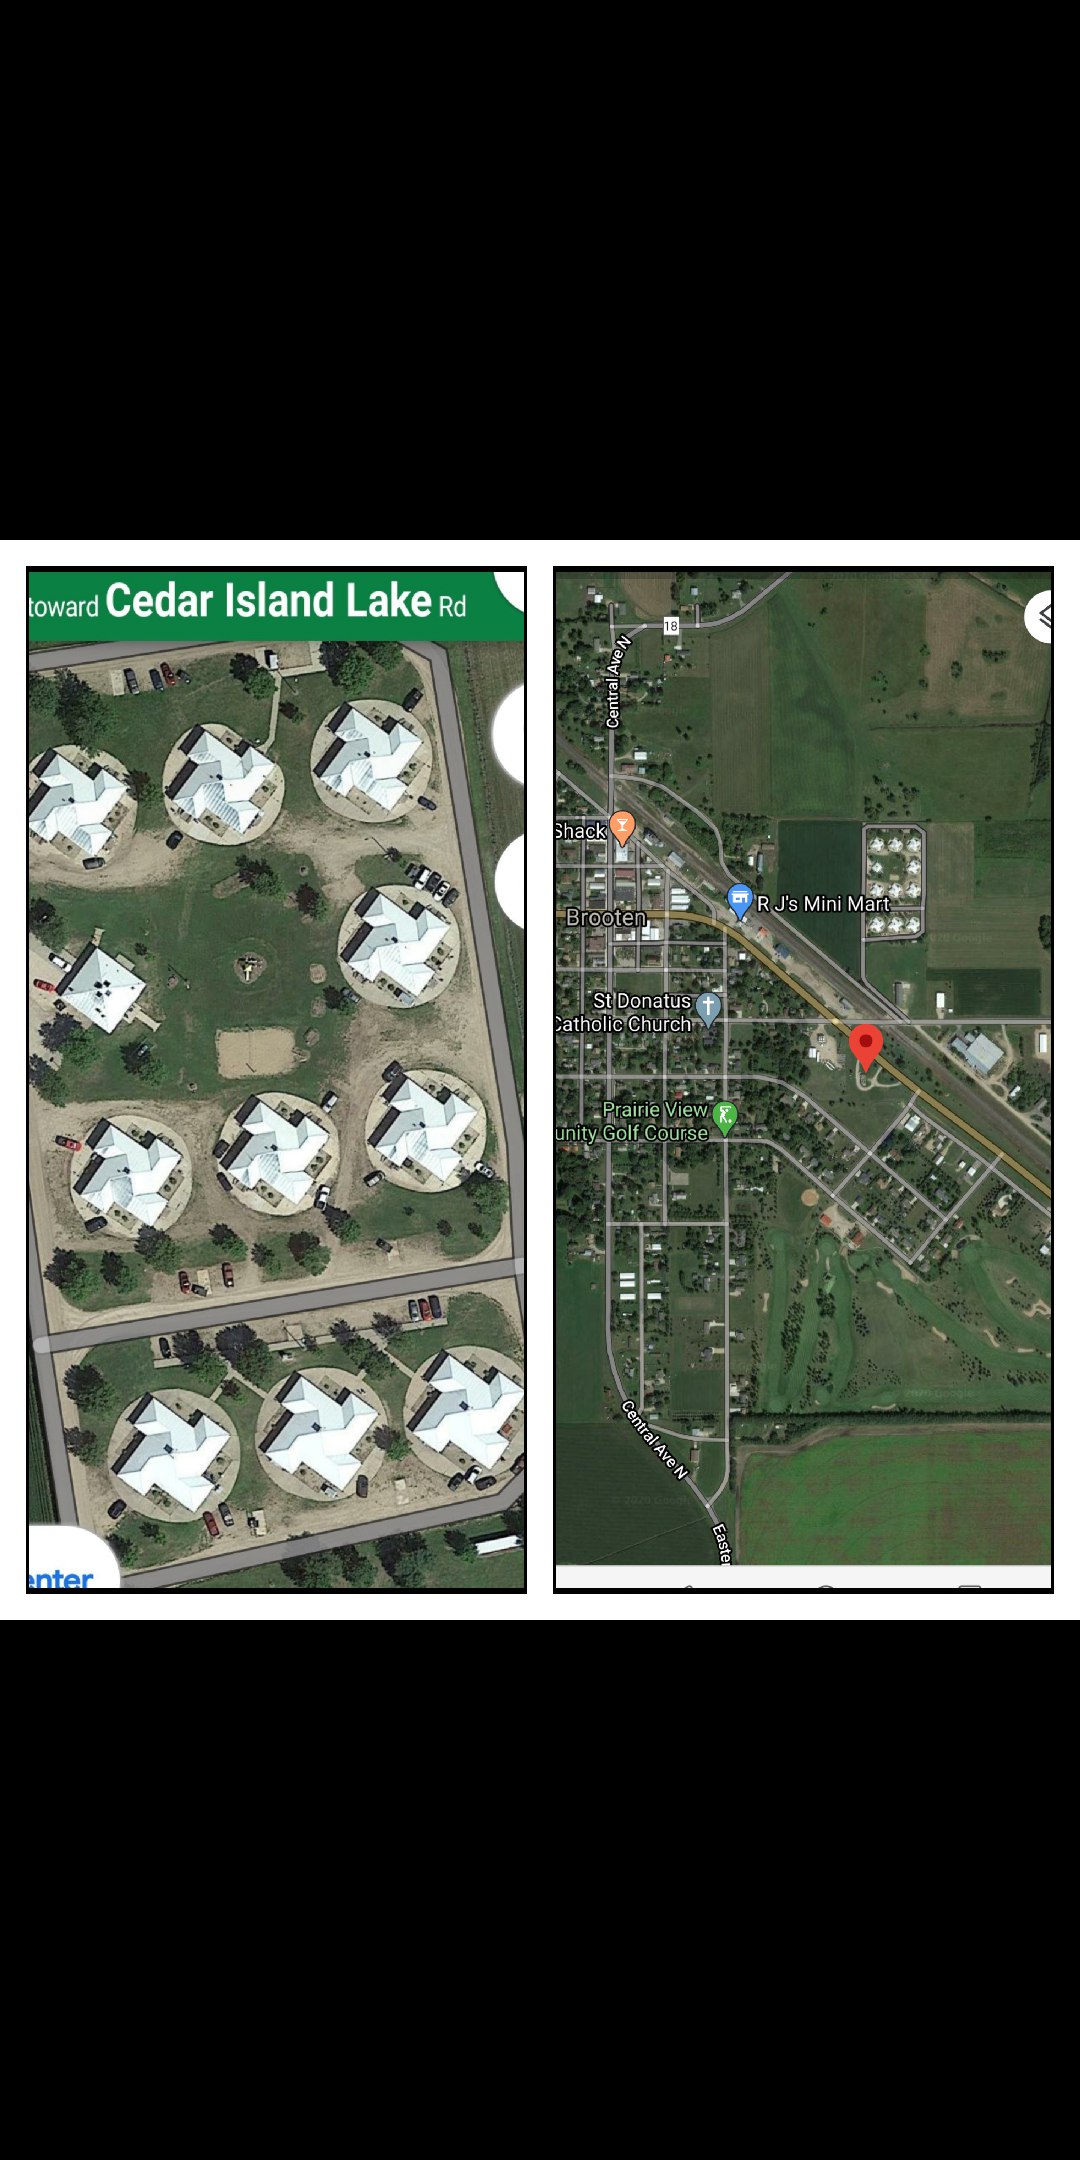 toward Cedar Island Lake Rd
enter
18
Central Ave N
Shack
R J's Mini Mart
Brooten
St Donatus
Catholic Church
Prairie View
unity Golf Course
Central Ave N
Easter